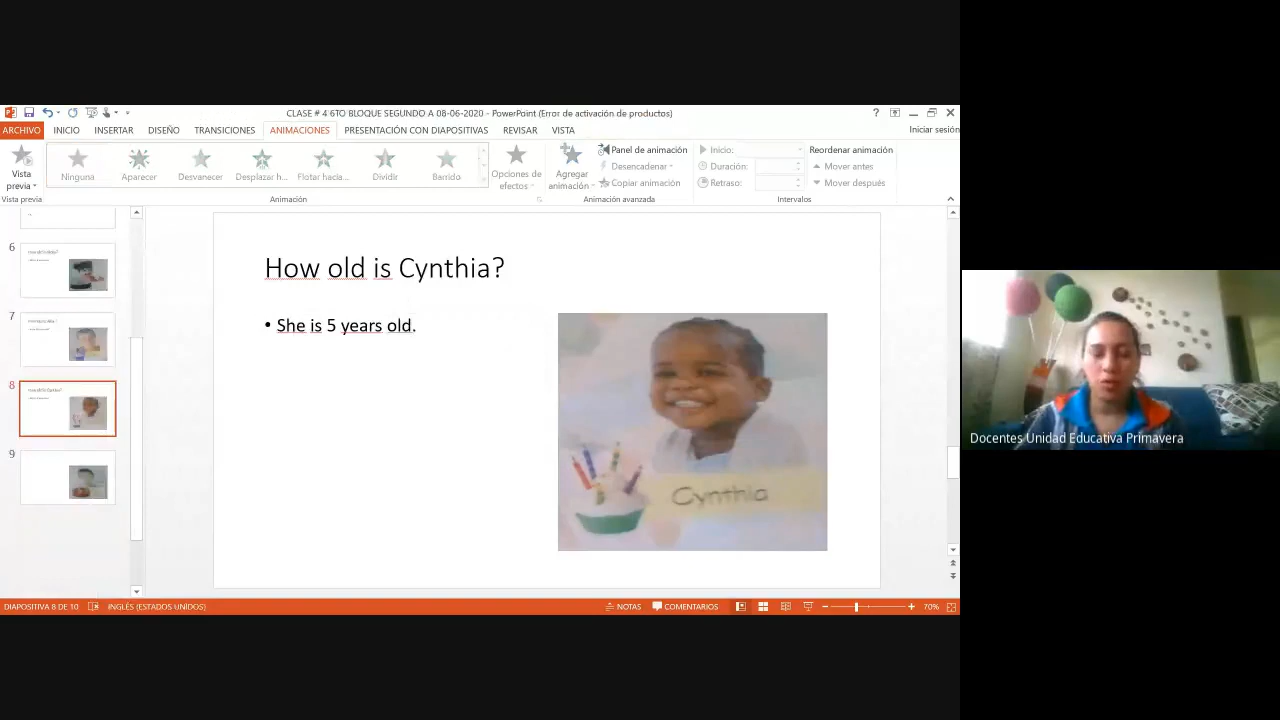 CLASE # 4 6TO BLOQUE SEGUNDO A 08-06-2020 - PowerPoint (Error de activación de productos)
ARCHIVO INICIO INSERTAR DISEÑO TRANSICIONES ANIMACIONES PRESENTACIÓN CON DIAPOSITIVAS REVISAR VISTA Iniciar sesión
Vista previa
Ninguna Aparecer Desvanecer Desplazar h... Flotar hacia... Dividir Barrido
Opciones de efectos
Agregar animación
Panel de animación
Desencadenar
Copiar animación
Inicio:
Duración:
Retraso:
Reordenar animación
Mover antes
Mover después
Vista previa Animación Animación avanzada Intervalos
6
7
8
9
How old is Cynthia?
• She is 5 years old.
Cynthia
Docentes Unidad Educativa Primavera
DIAPOSITIVA 8 DE 10 INGLÉS (ESTADOS UNIDOS) NOTAS COMENTARIOS 70%